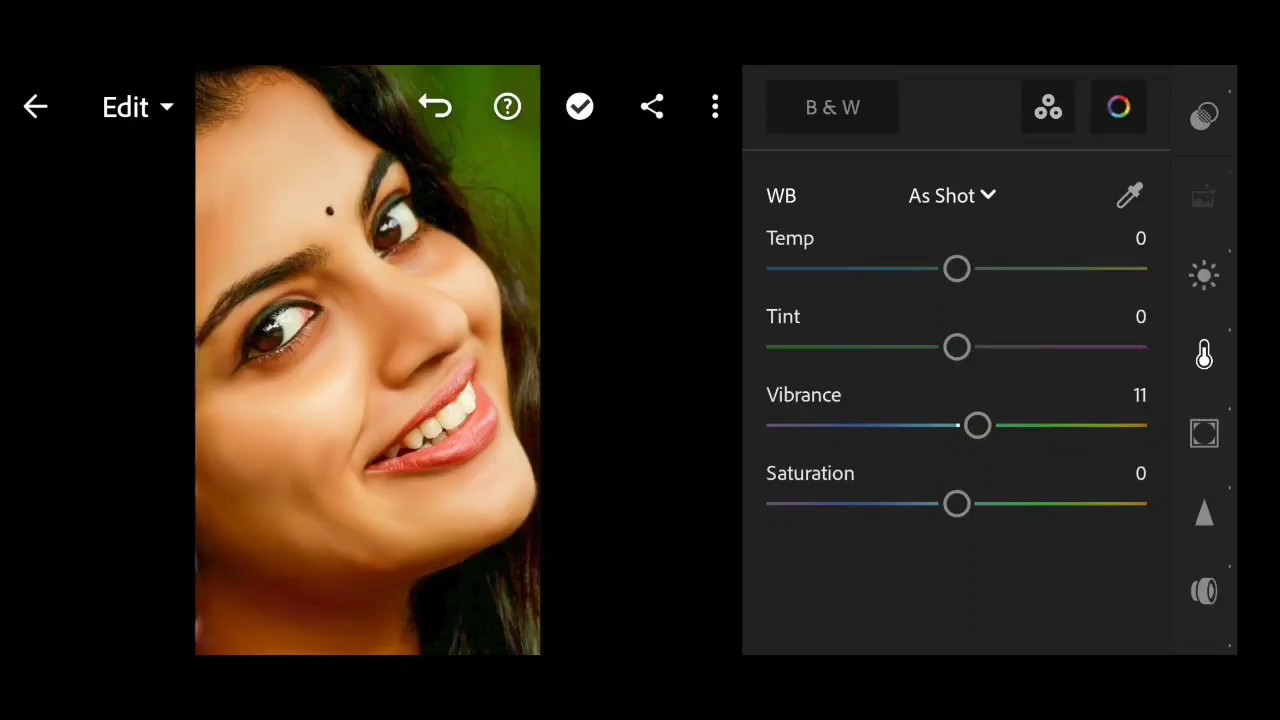 Edit
B & W
WB As Shot
Temp 0
Tint 0
Vibrance 11
Saturation 0